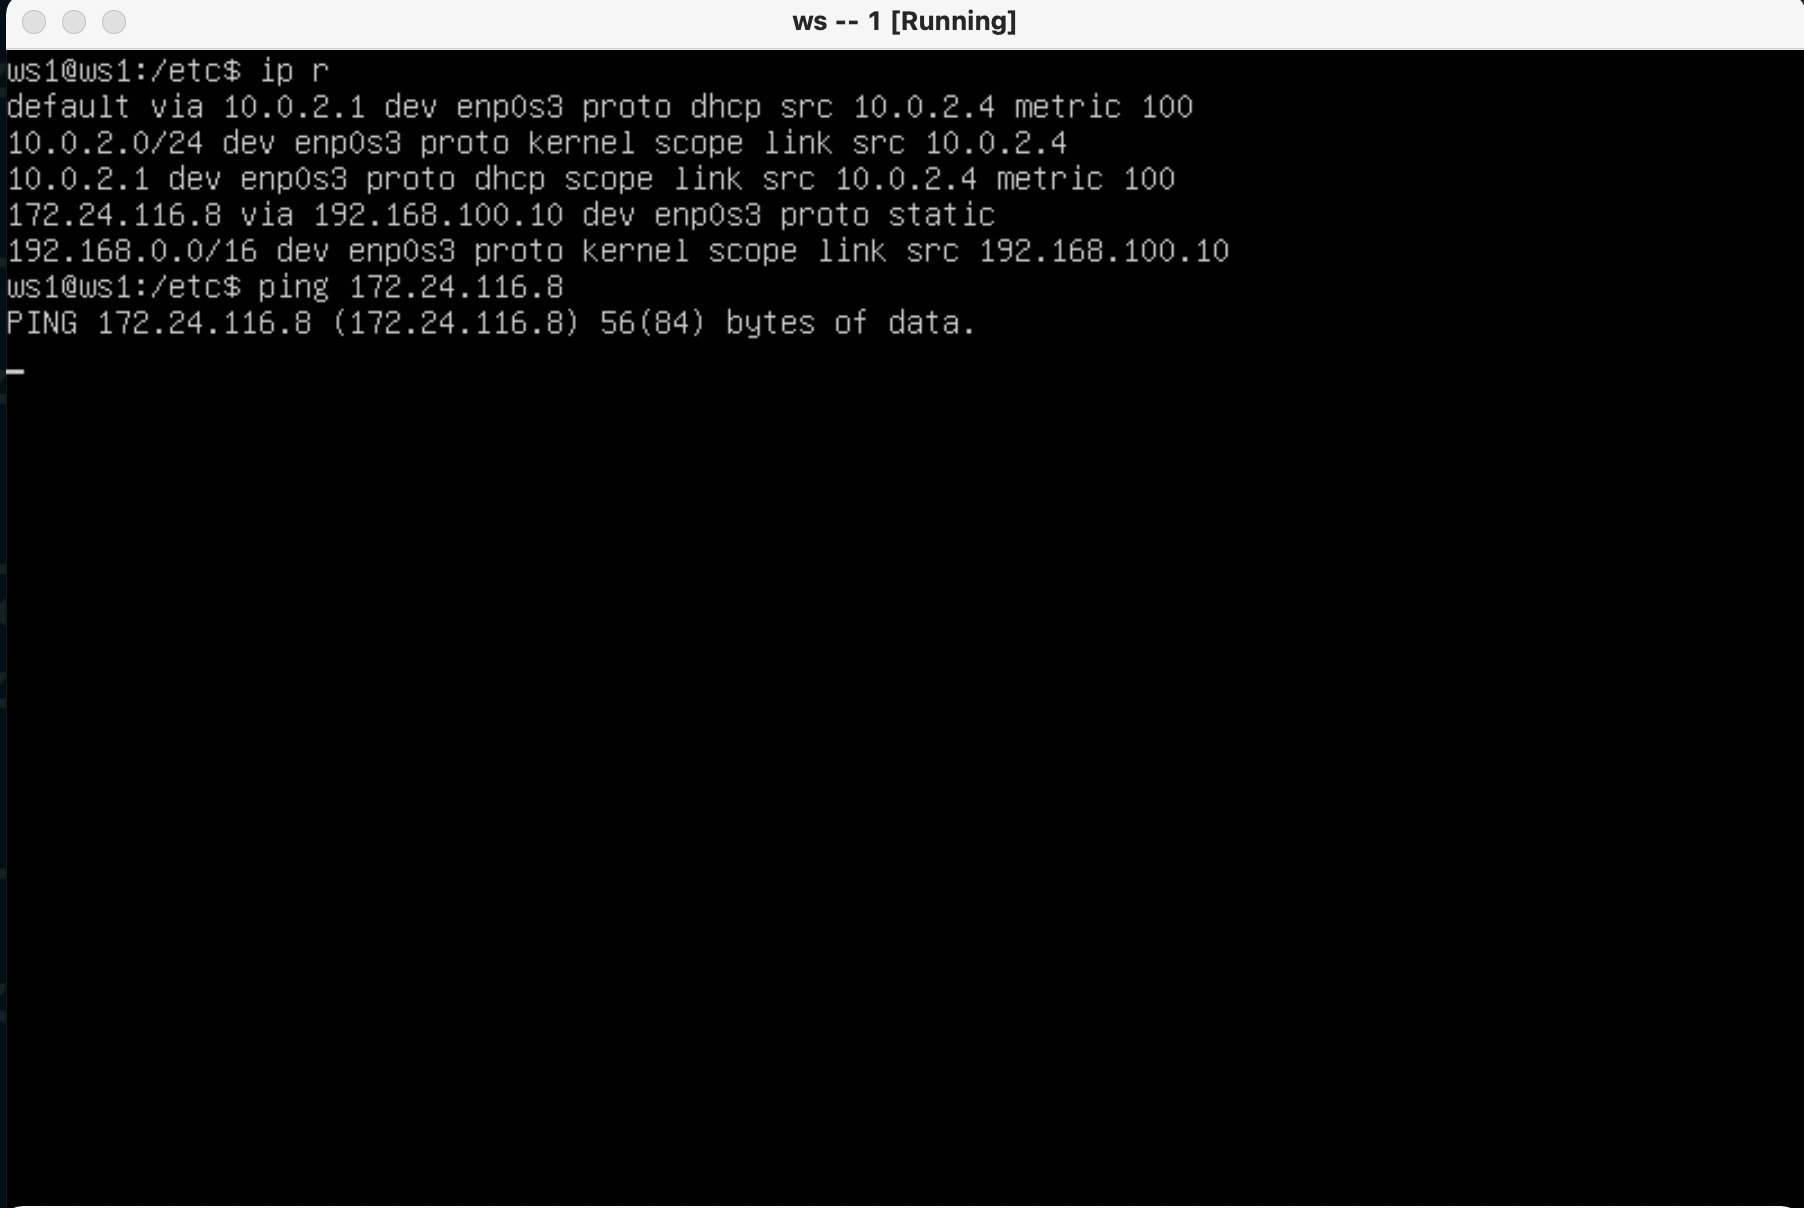 ws -- 1 [Running]
ws1@ws1:/etc$ ip r
default via 10.0.2.1 dev enp0s3 proto dhcp src 10.0.2.4 metric 100
10.0.2.0/24 dev enp0s3 proto kernel scope link src 10.0.2.4
10.0.2.1 dev enp0s3 proto dhcp scope link src 10.0.2.4 metric 100
172.24.116.8 via 192.168.100.10 dev enp0s3 proto static
192.168.0.0/16 dev enp0s3 proto kernel scope link src 192.168.100.10
ws1@ws1:/etc$ ping 172.24.116.8
PING 172.24.116.8 (172.24.116.8) 56(84) bytes of data.